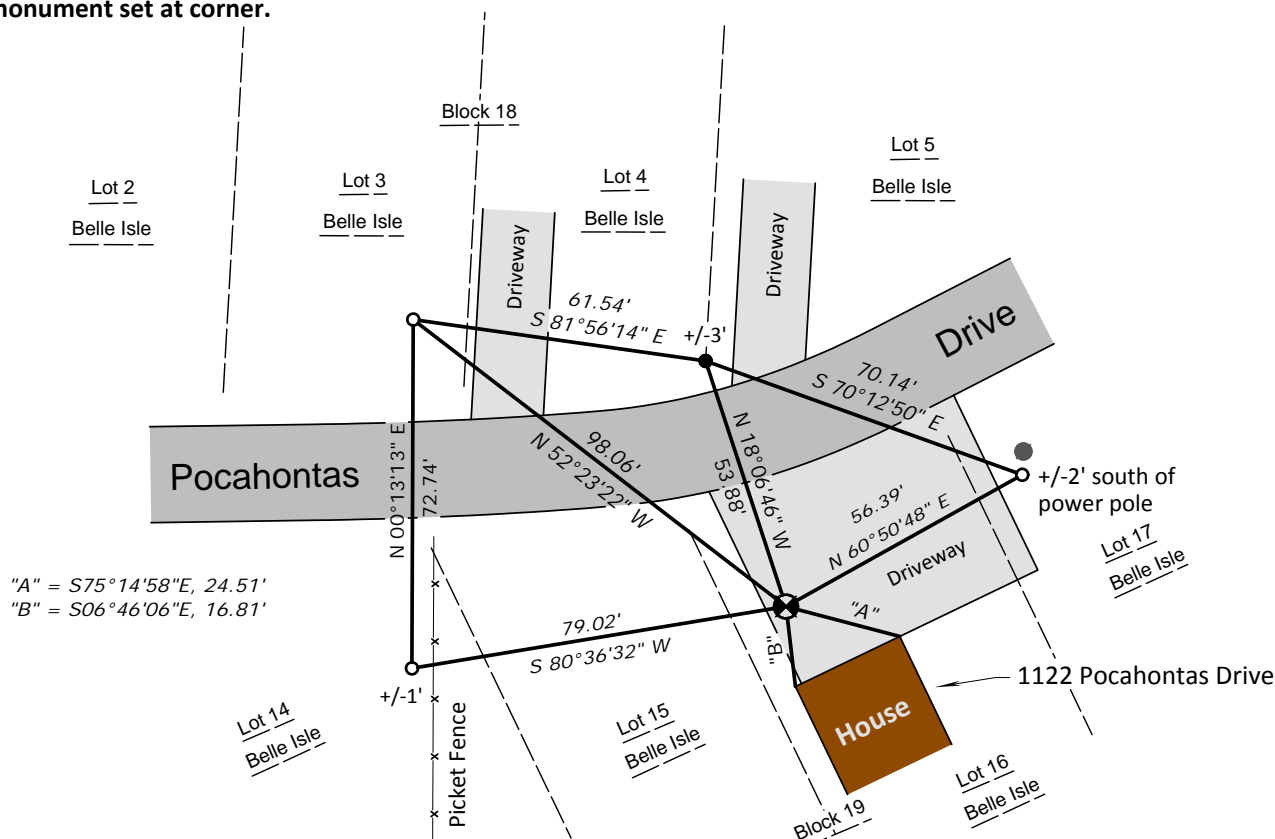 monument set at corner.
Block 18
Lot 2
Belle Isle
Lot 3
Belle Isle
Lot 4
Belle Isle
Lot 5
Belle Isle
Driveway
Driveway
61.54'
S 81°56'14" E
+/-3'
Drive
70.14'
S 70°12'50" E
Pocahontas
N 00°13'13" E
72.74'
98.06'
N 52°23'22" W
N 18°06'46" W
53.88'
+/-2' south of
power pole
56.39'
N 60°50'48" E
Driveway
Lot 17
Belle Isle
"A" = S75°14'58"E, 24.51'
"B" = S06°46'06"E, 16.81'
"A"
"B"
79.02'
S 80°36'32" W
+/-1'
1122 Pocahontas Drive
House
Lot 14
Belle Isle
Picket Fence
Lot 15
Belle Isle
Lot 16
Belle Isle
Block 19